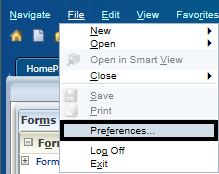 Navigate File Edit View Favorites
New
Open
HomeP
Open in Smart View
Close
Save
Print
Forms
Preferences...
For
Log Off
Form
Exit